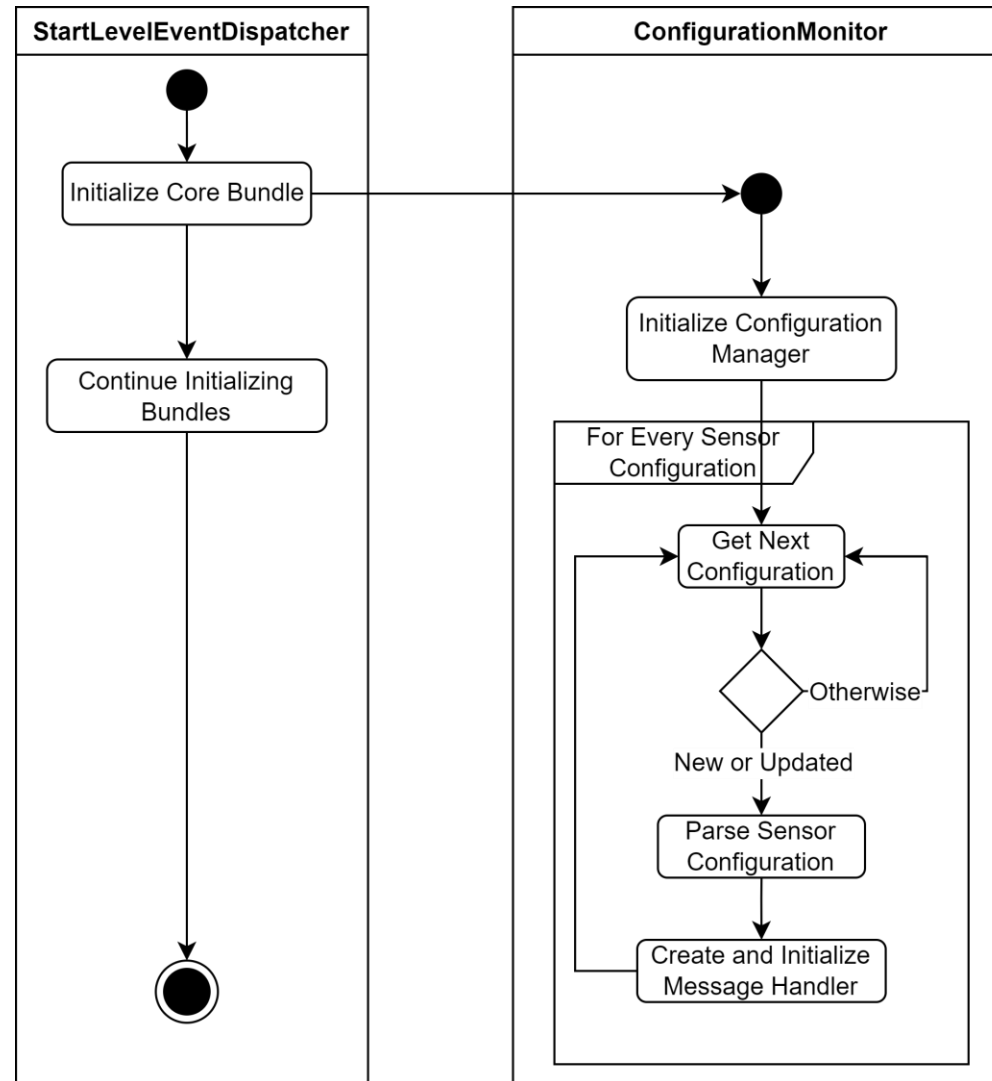 StartLevelEventDispatcher
ConfigurationMonitor
Initialize Core Bundle
Continue Initializing
Bundles
Initialize Configuration
Manager
For Every Sensor
Configuration
Get Next
Configuration
Otherwise
New or Updated
Parse Sensor
Configuration
Create and Initialize
Message Handler